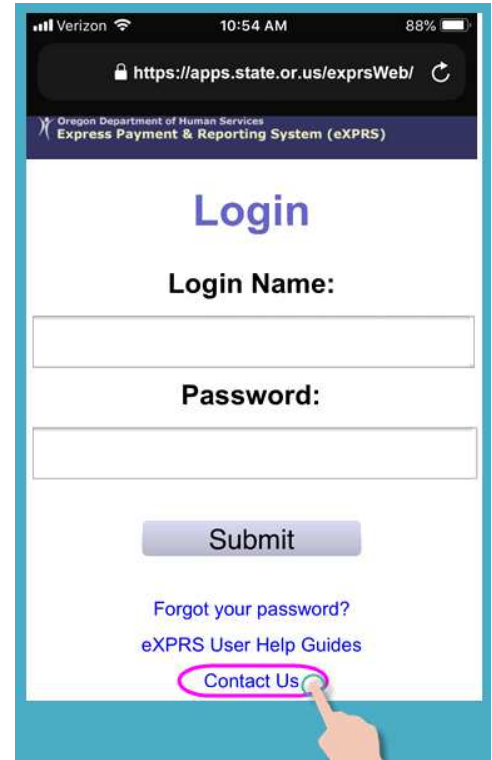 Verizon 10:54 AM 88%
https://apps.state.or.us/exprsWeb/
Oregon Department of Human Services
Express Payment & Reporting System (eXPRS)
Login
Login Name:
Password:
Submit
Forgot your password?
eXPRS User Help Guides
Contact Us